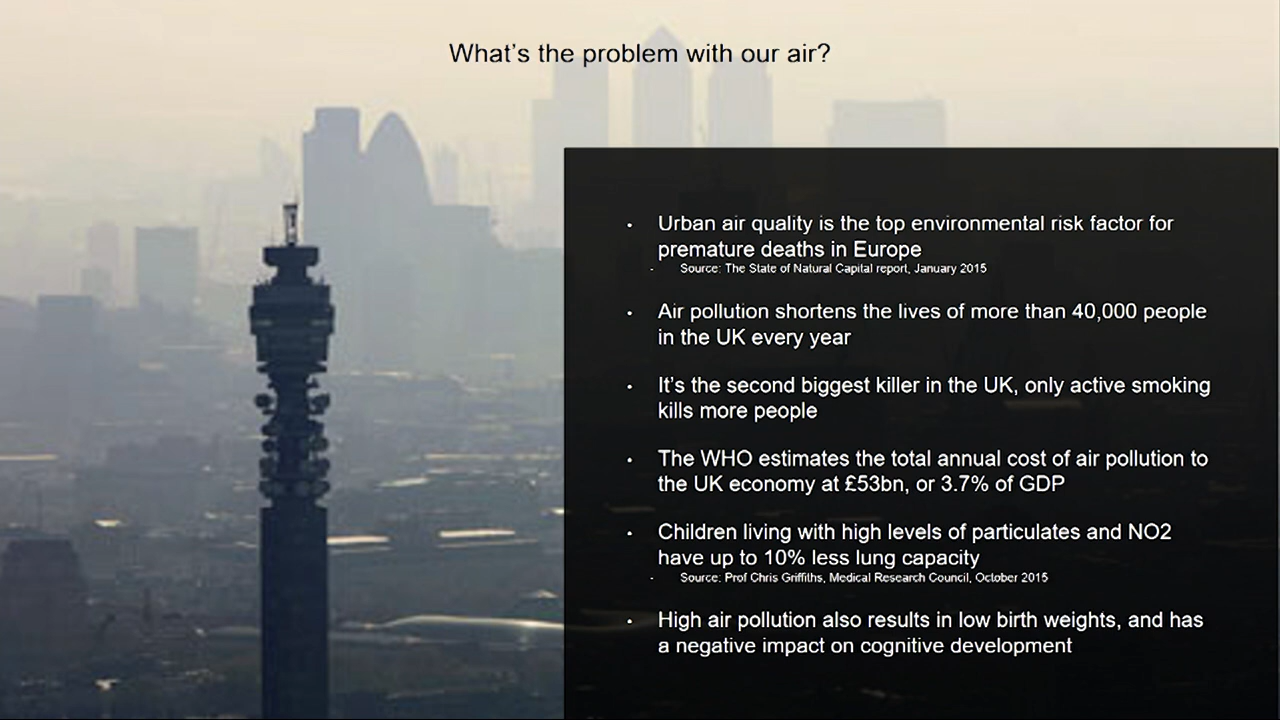 What's the problem with our air?
• Urban air quality is the top environmental risk factor for
premature deaths in Europe
- Source: The State of Natural Capital report, January 2015
• Air pollution shortens the lives of more than 40,000 people
in the UK every year
• It's the second biggest killer in the UK, only active smoking
kills more people
• The WHO estimates the total annual cost of air pollution to
the UK economy at £53bn, or 3.7% of GDP
• Children living with high levels of particulates and NO2
have up to 10% less lung capacity
- Source: Prof Chris Griffiths, Medical Research Council, October 2015
• High air pollution also results in low birth weights, and has
a negative impact on cognitive development